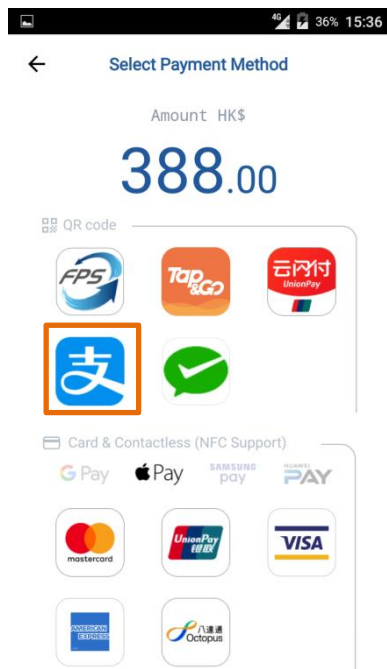 4G 36% 15:36
Select Payment Method
Amount HK$
388.00
QR code
FPS Tap&Go 云闪付
UnionPay
支
Card & Contactless (NFC Support)
G Pay Pay SAMSUNG pay HUAWEI PAY
mastercard UnionPay 银联 VISA
AMERICAN EXPRESS 八達通 Octopus